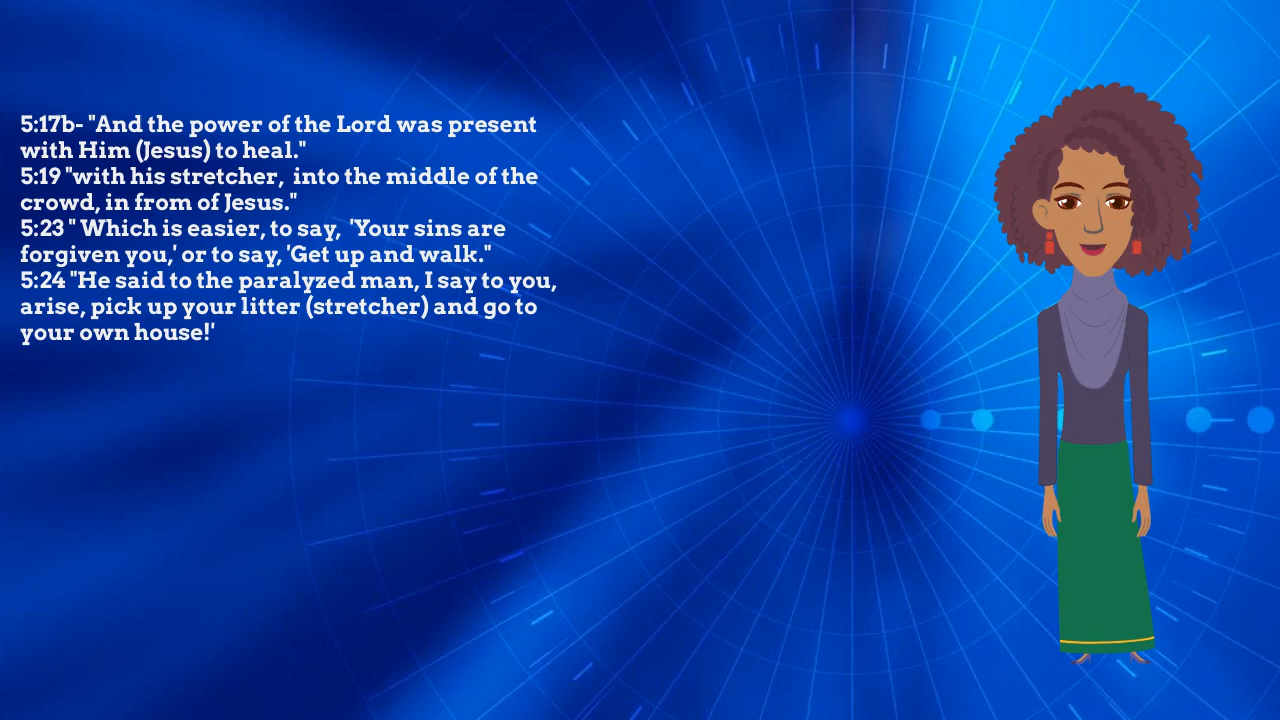 5:17b- "And the power of the Lord was present
with Him (Jesus) to heal."
5:19 "with his stretcher,  into the middle of the
crowd, in from of Jesus."
5:23 " Which is easier, to say,  'Your sins are
forgiven you,' or to say, 'Get up and walk."
5:24 "He said to the paralyzed man, I say to you,
arise, pick up your litter (stretcher) and go to
your own house!'